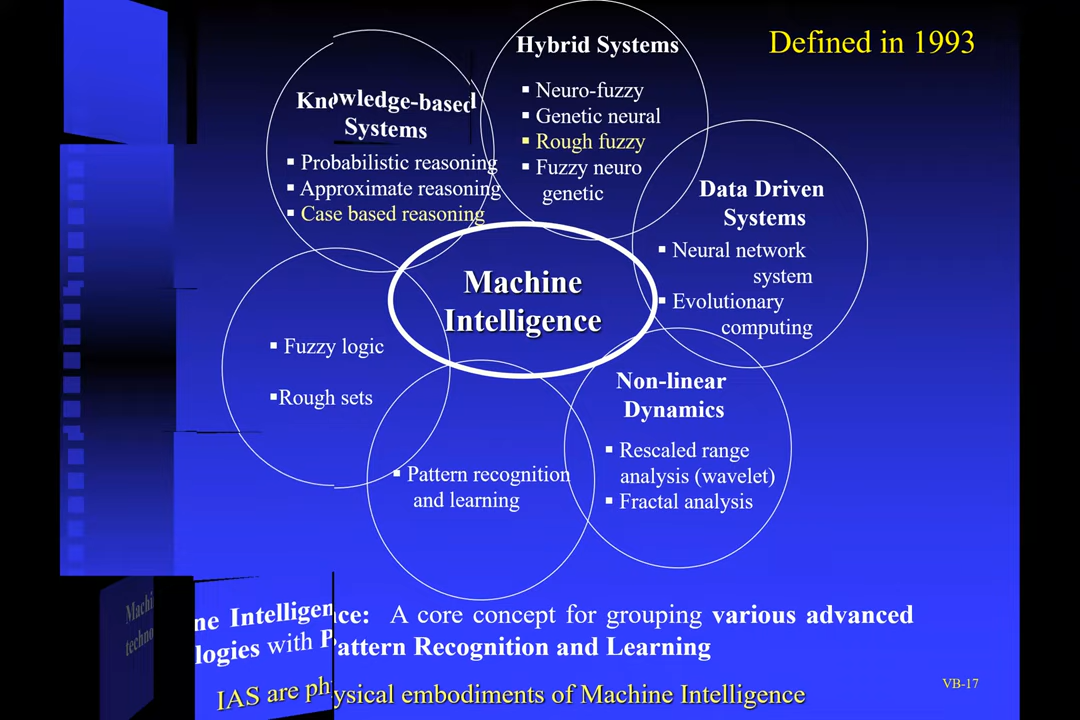 Defined in 1993
Hybrid Systems
▪ Neuro-fuzzy
▪ Genetic neural
▪ Rough fuzzy
▪ Fuzzy neuro
genetic
Knowledge-based
Systems
▪ Probabilistic reasoning
▪ Approximate reasoning
▪ Case based reasoning
Data Driven
Systems
▪ Neural network
system
▪ Evolutionary
computing
Machine
Intelligence
▪ Fuzzy logic
▪Rough sets
Non-linear
Dynamics
▪ Rescaled range
analysis (wavelet)
▪ Fractal analysis
▪ Pattern recognition
and learning
Machine Intelligence: A core concept for grouping various advanced
technologies with Pattern Recognition and Learning
IAS are physical embodiments of Machine Intelligence
VB-17